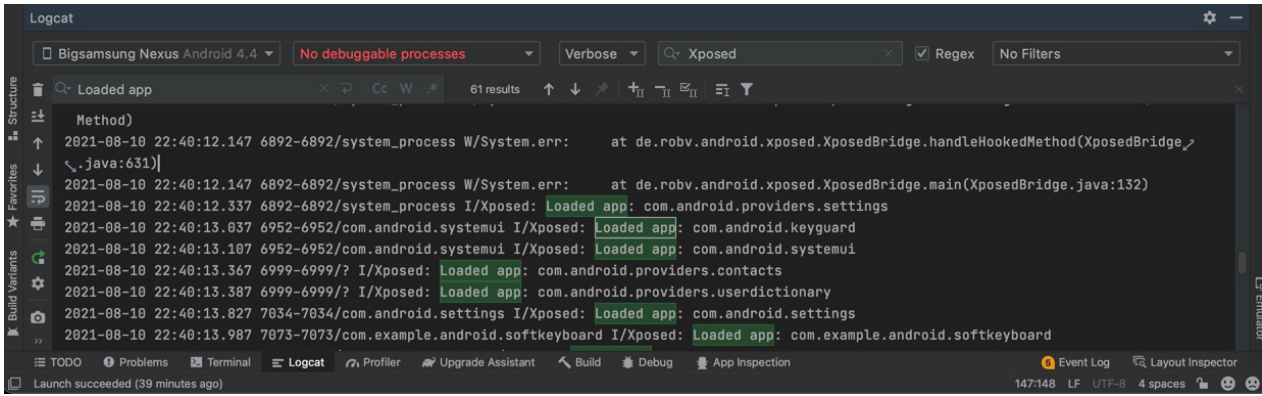 Logcat
Bigsamsung Nexus Android 4.4
No debuggable processes
Verbose
Xposed
Regex
No Filters
Loaded app
Cc W .*
61 results
Method)
2021-08-10 22:40:12.147 6892-6892/system_process W/System.err:     at de.robv.android.xposed.XposedBridge.handleHookedMethod(XposedBridge
.java:631)
2021-08-10 22:40:12.147 6892-6892/system_process W/System.err:     at de.robv.android.xposed.XposedBridge.main(XposedBridge.java:132)
2021-08-10 22:40:12.337 6892-6892/system_process I/Xposed: Loaded app: com.android.providers.settings
2021-08-10 22:40:13.037 6952-6952/com.android.systemui I/Xposed: Loaded app: com.android.keyguard
2021-08-10 22:40:13.107 6952-6952/com.android.systemui I/Xposed: Loaded app: com.android.systemui
2021-08-10 22:40:13.367 6999-6999/? I/Xposed: Loaded app: com.android.providers.contacts
2021-08-10 22:40:13.387 6999-6999/? I/Xposed: Loaded app: com.android.providers.userdictionary
2021-08-10 22:40:13.827 7034-7034/com.android.settings I/Xposed: Loaded app: com.android.settings
2021-08-10 22:40:13.987 7073-7073/com.example.android.softkeyboard I/Xposed: Loaded app: com.example.android.softkeyboard
Structure
Favorites
Build Variants
Emulator
TODO
Problems
Terminal
Logcat
Profiler
Upgrade Assistant
Build
Debug
App Inspection
5 Event Log
Layout Inspector
Launch succeeded (39 minutes ago)
147:148 LF UTF-8 4 spaces